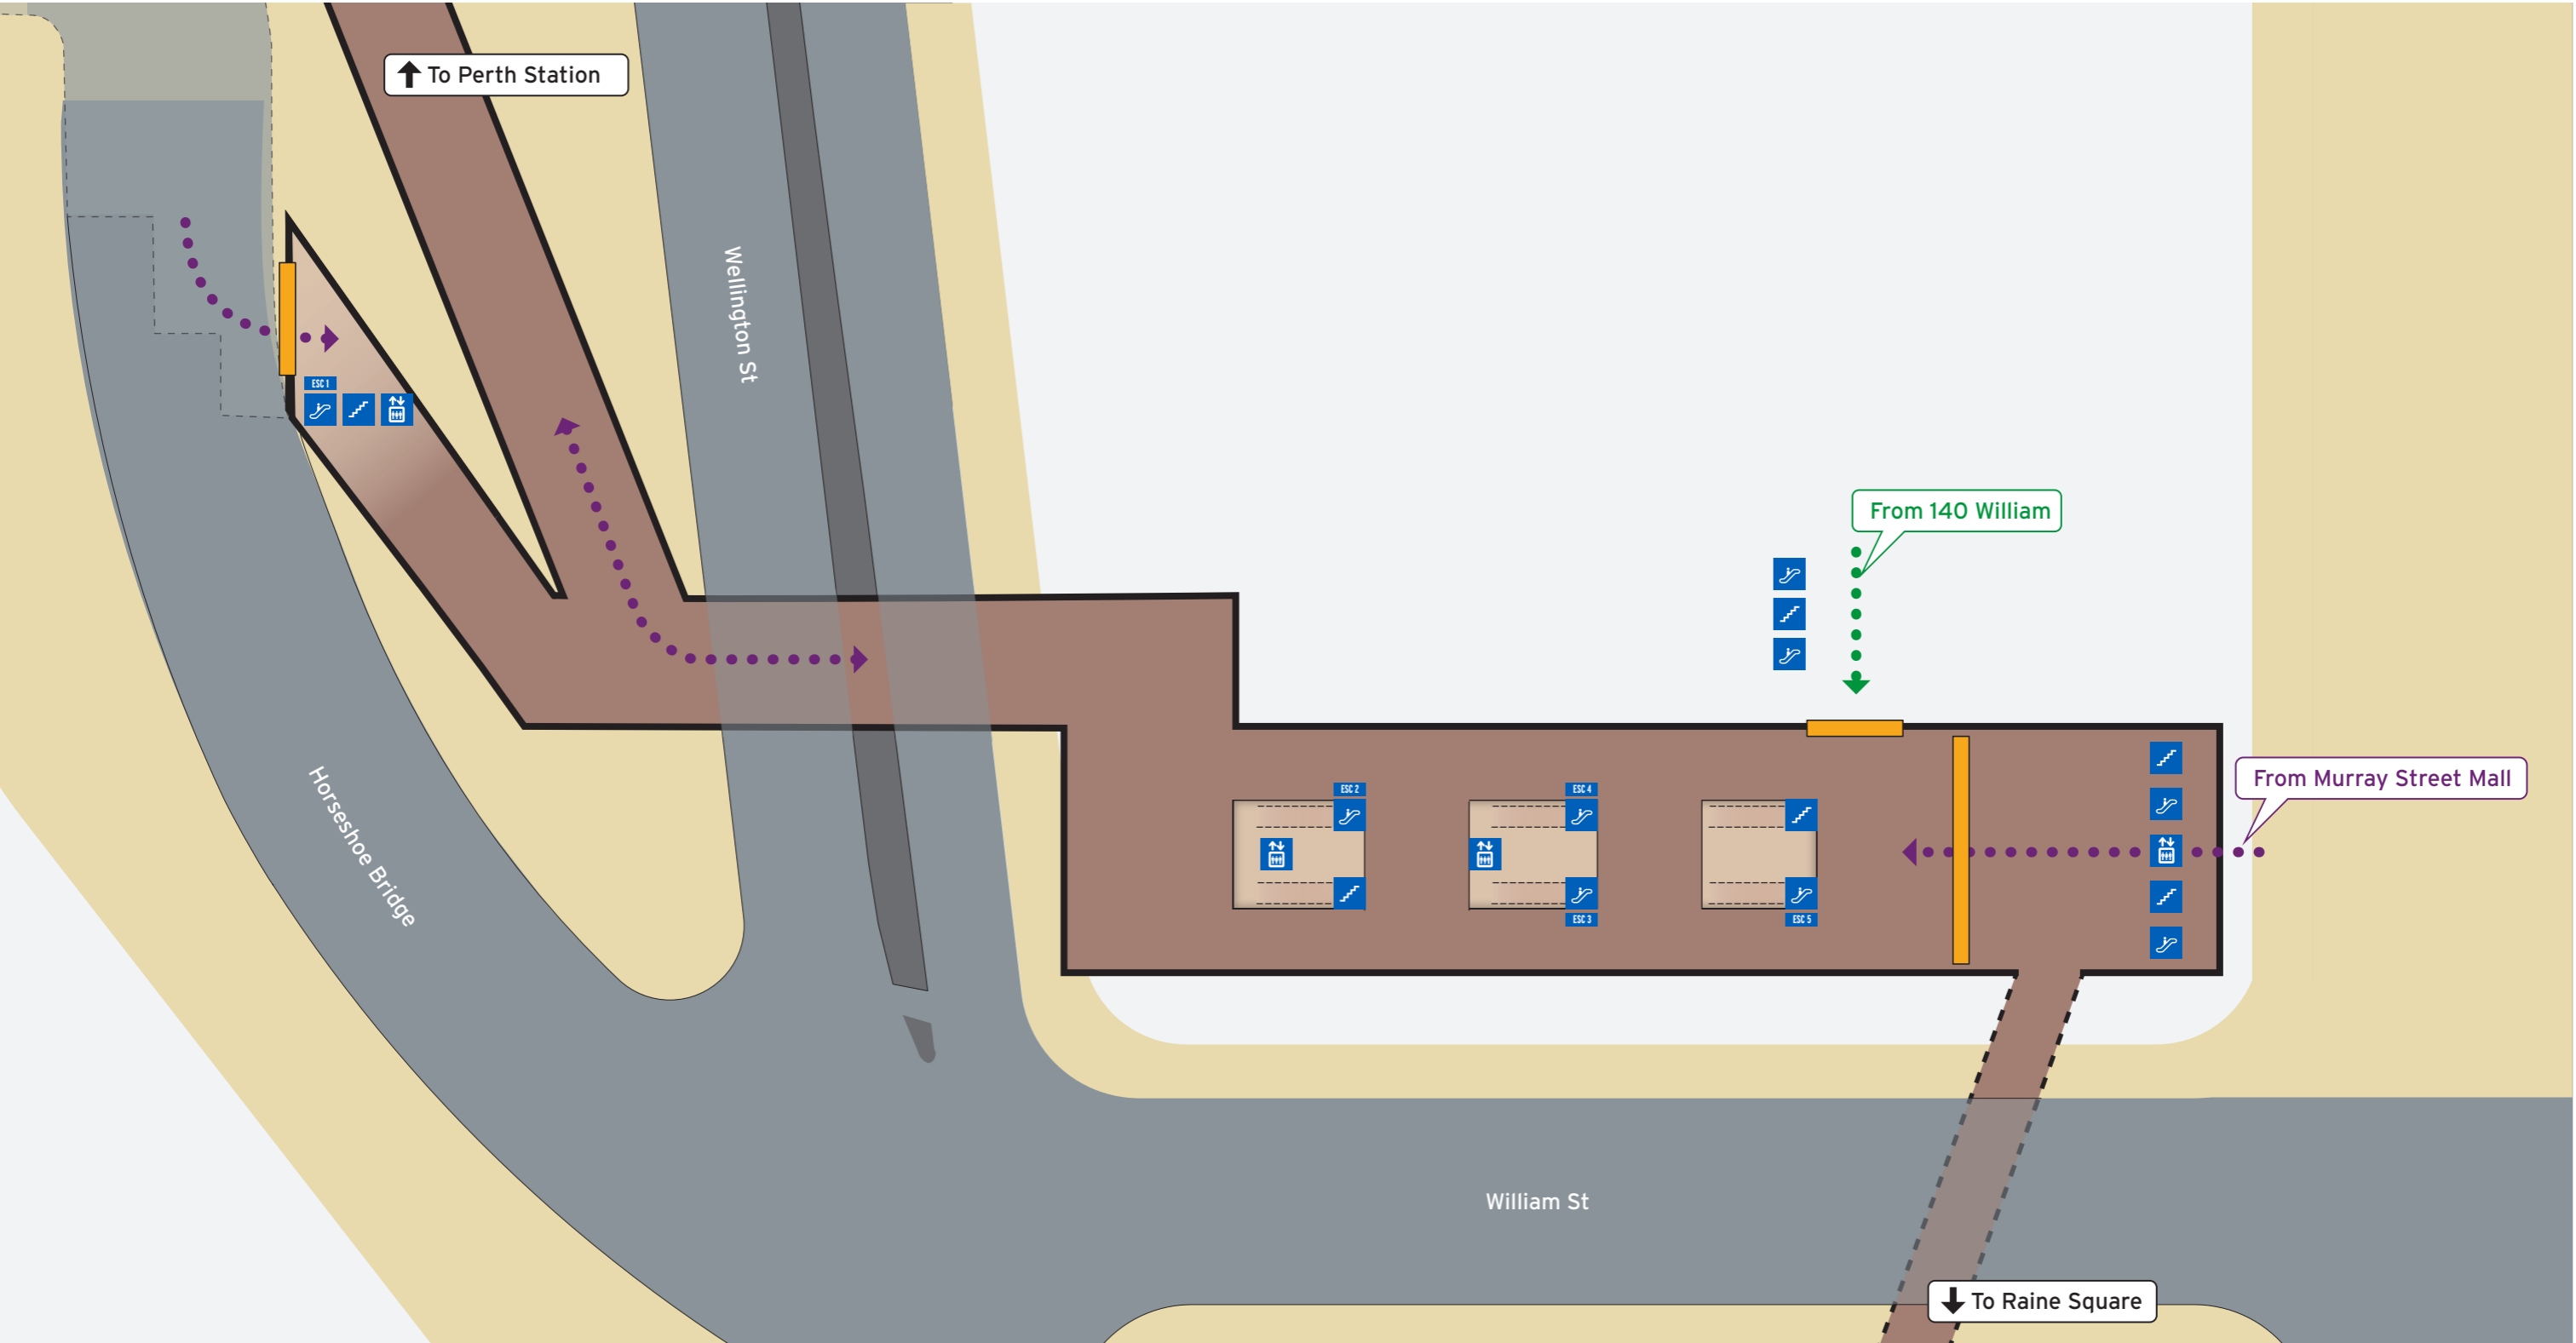 To Perth Station
Wellington St
ESC 1
From 140 William
From Murray Street Mall
ESC 2
ESC 4
Horseshoe Bridge
ESC 3
ESC 5
William St
To Raine Square